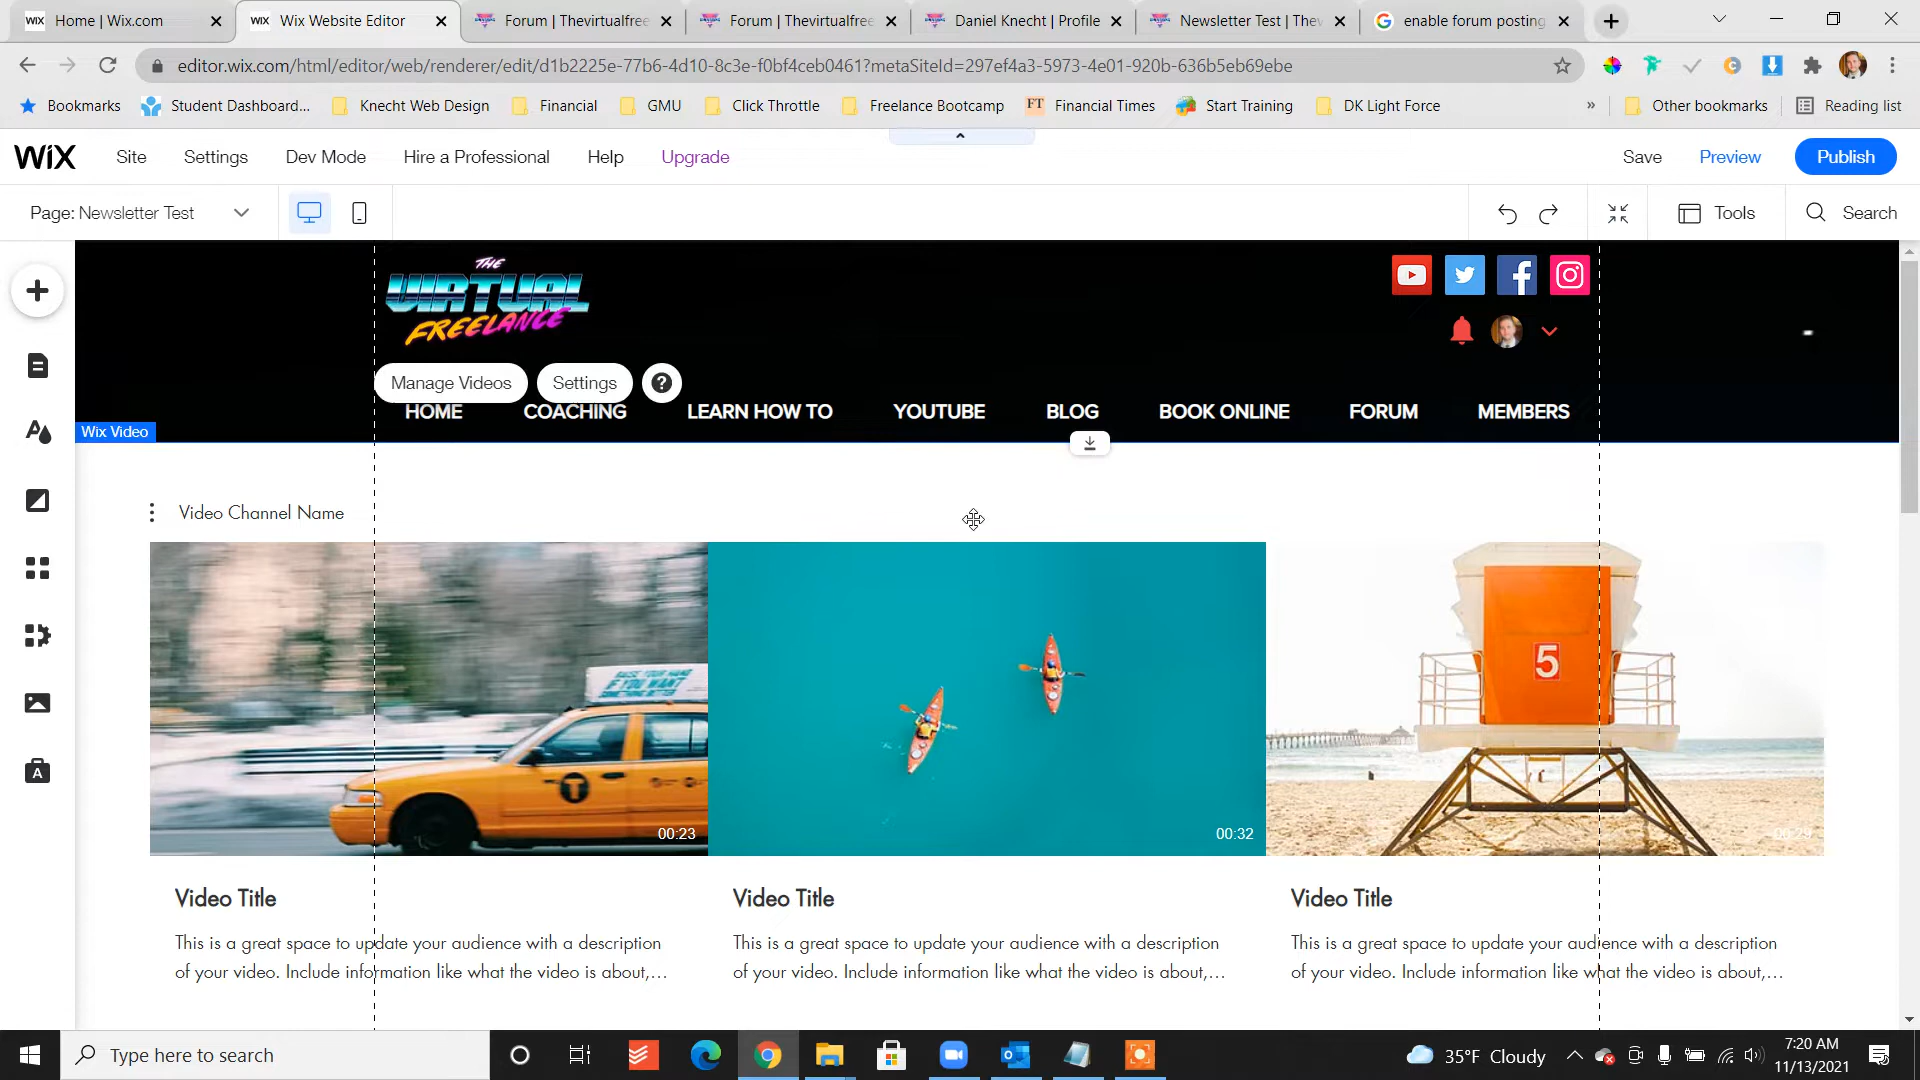 Home | Wix.com
WIX Wix Website Editor
Forum | Thevirtualfree
Forum | Thevirtualfree
Daniel Knecht | Profile
Newsletter Test | Thev
enable forum posting
editor.wix.com/html/editor/web/renderer/edit/d1b2225e-77b6-4d10-8c3e-f0bf4ceb0461?metaSiteId=297ef4a3-5973-4e01-920b-636b5eb69ebe
Bookmarks
Student Dashboard...
Knecht Web Design
Financial
GMU
Click Throttle
Freelance Bootcamp
FT Financial Times
Start Training
DK Light Force
» Other bookmarks
Reading list
WiX
Site
Settings
Dev Mode
Hire a Professional
Help
Upgrade
Save
Preview
Publish
Page: Newsletter Test
Tools
Search
THE
VIRTUAL
FREELANCE
Manage Videos
Settings
?
HOME
COACHING
LEARN HOW TO
YOUTUBE
BLOG
BOOK ONLINE
FORUM
MEMBERS
Wix Video
Video Channel Name
IF YOU WANT
T
00:23
00:32
5
00:29
Video Title
Video Title
Video Title
This is a great space to update your audience with a description
of your video. Include information like what the video is about,...
This is a great space to update your audience with a description
of your video. Include information like what the video is about,...
This is a great space to update your audience with a description
of your video. Include information like what the video is about,...
Type here to search
35°F Cloudy
7:20 AM
11/13/2021